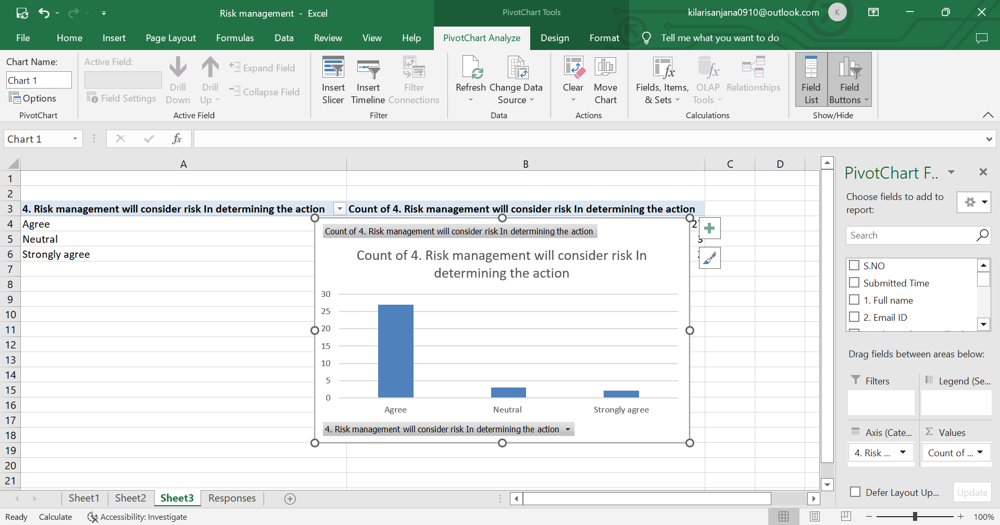 Risk management - Excel
PivotChart Tools
kilarisanjana0910@outlook.com
K
File Home Insert Page Layout Formulas Data Review View Help PivotChart Analyze Design Format Tell me what you want to do
Chart Name:
Chart 1
Options
PivotChart
Active Field:
Field Settings
Drill Down
Drill Up
Expand Field
Collapse Field
Active Field
Insert Slicer
Insert Timeline
Filter Connections
Filter
Refresh
Change Data Source
Data
Clear
Move Chart
Actions
Fields, Items, & Sets
OLAP Tools
Relationships
Calculations
Field List
Field Buttons
Show/Hide
Chart 1
fx
A B C D
1
2
3 4. Risk management will consider risk In determining the action Count of 4. Risk management will consider risk In determining the action
4 Agree
5 Neutral 3
6 Strongly agree
7
8
9
10
11
12
13
14
15
16
17
18
19
20
21
Count of 4. Risk management will consider risk In determining the action
Count of 4. Risk management will consider risk In
determining the action
30
25
20
15
10
5
0
Agree Neutral Strongly agree
4. Risk management will consider risk In determining the action
PivotChart F..
Choose fields to add to
report:
Search
S.NO
Submitted Time
1. Full name
2. Email ID
Drag fields between areas below:
Filters
Legend (Se...
Axis (Cate...
Σ Values
4. Risk ...
Count of ...
Defer Layout Up...
Update
Sheet1 Sheet2 Sheet3 Responses
Ready Calculate Accessibility: Investigate
100%